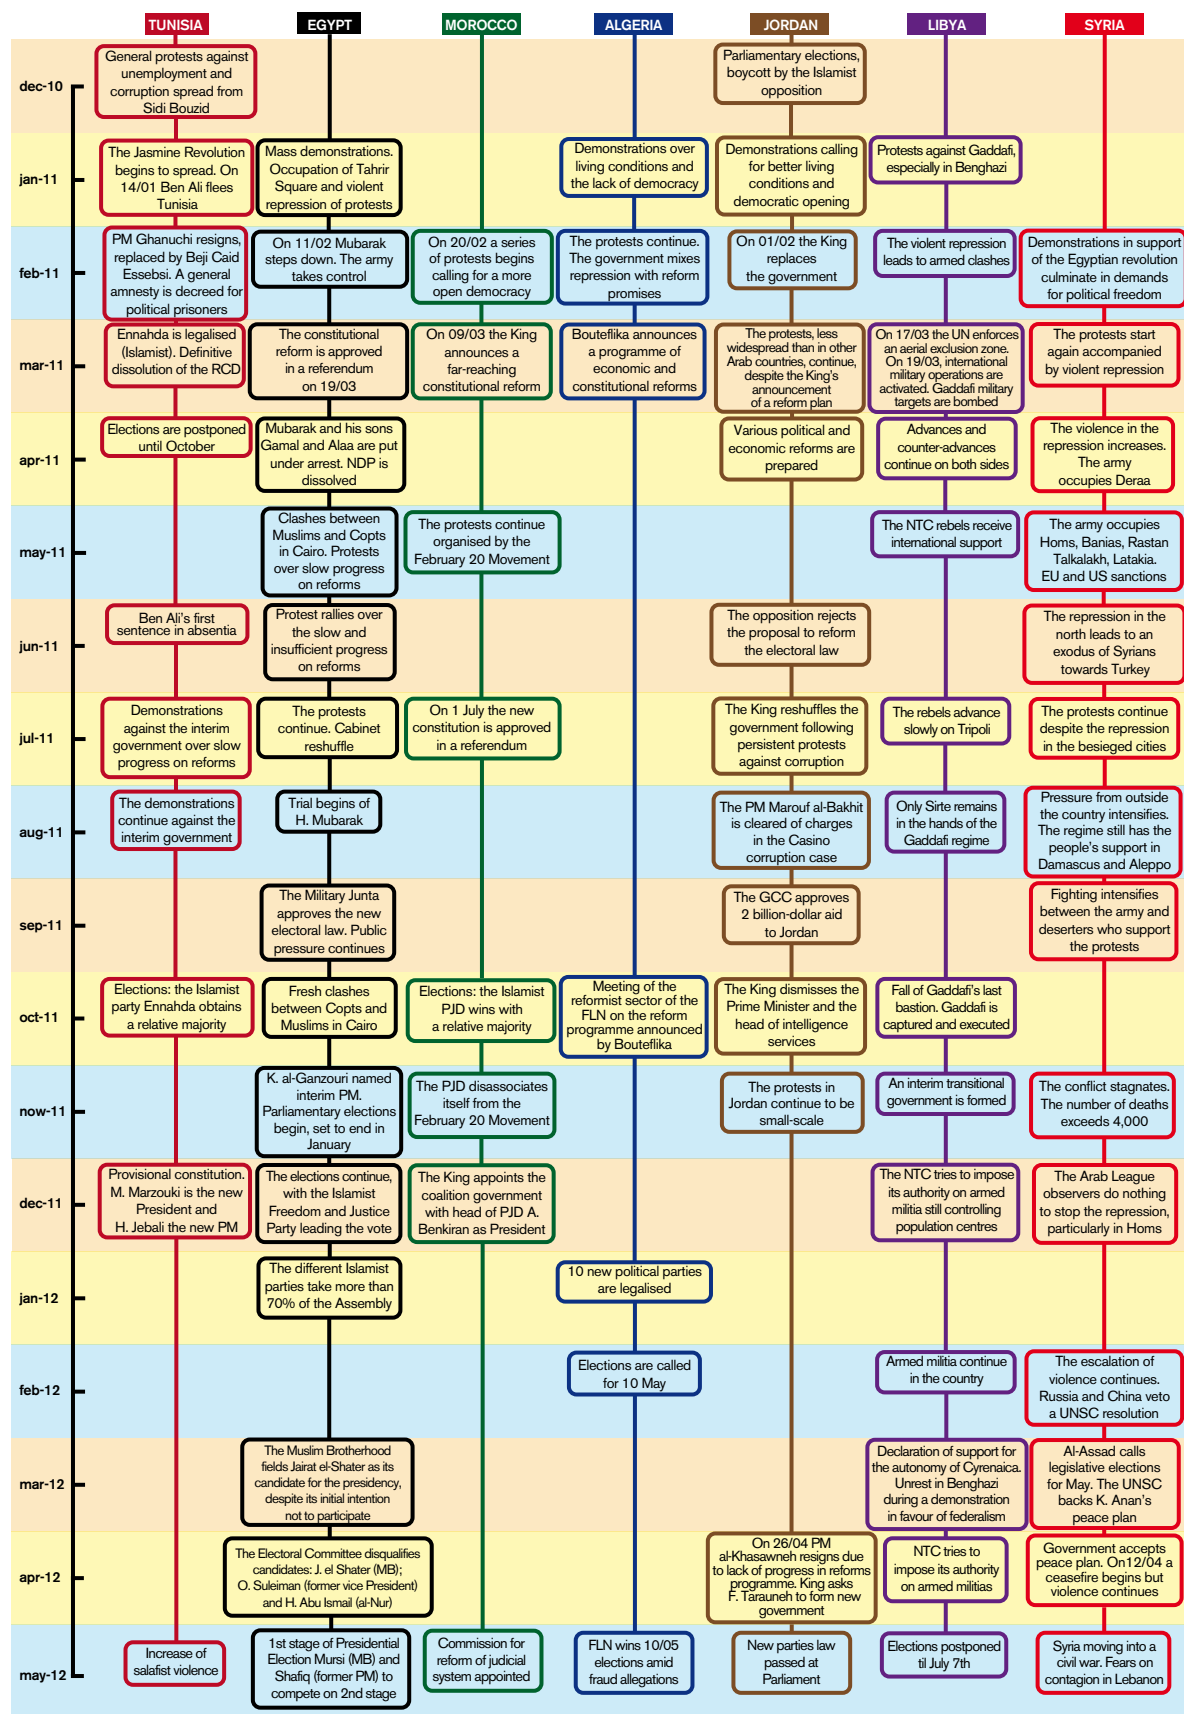 TUNISIA
EGYPT
MOROCCO
ALGERIA
JORDAN
LIBYA
SYRIA
dec-10
General protests against
unemployment and
corruption spread from
Sidi Bouzid
Parliamentary elections,
boycott by the Islamist
opposition
jan-11
The Jasmine Revolution
begins to spread. On
14/01 Ben Ali flees
Tunisia
Mass demonstrations.
Occupation of Tahrir
Square and violent
repression of protests
Demonstrations over
living conditions and
the lack of democracy
Demonstrations calling
for better living
conditions and
democratic opening
Protests against Gaddafi,
especially in Benghazi
feb-11
PM Ghanuchi resigns,
replaced by Beji Caid
Essebsi. A general
amnesty is decreed for
political prisoners
On 11/02 Mubarak
steps down. The army
takes control
On 20/02 a series
of protests begins
calling for a more
open democracy
The protests continue.
The government mixes
repression with reform
promises
On 01/02 the King
replaces
the government
The violent repression
leads to armed clashes
Demonstrations in support
of the Egyptian revolution
culminate in demands
for political freedom
mar-11
Ennahda is legalised
(Islamist). Definitive
dissolution of the RCD
The constitutional
reform is approved
in a referendum
on 19/03
On 09/03 the King
announces a
far-reaching
constitutional reform
Bouteflika announces
a programme of
economic and
constitutional reforms
The protests, less
widespread than in other
Arab countries, continue,
despite the King's
announcement
of a reform plan
On 17/03 the UN enforces
an aerial exclusion zone.
On 19/03, international
military operations are
activated. Gaddafi military
targets are bombed
The protests start
again accompanied
by violent repression
apr-11
Elections are postponed
until October
Mubarak and his sons
Gamal and Alaa are put
under arrest. NDP is
dissolved
Various political and
economic reforms are
prepared
Advances and
counter-advances
continue on both sides
The violence in the
repression increases.
The army
occupies Deraa
may-11
Clashes between
Muslims and Copts
in Cairo. Protests
over slow progress
on reforms
The protests continue
organised by the
February 20 Movement
The NTC rebels receive
international support
The army occupies
Homs, Banias, Rastan
Talkalakh, Latakia.
EU and US sanctions
jun-11
Ben Ali's first
sentence in absentia
Protest rallies over
the slow and
insufficient progress
on reforms
The opposition rejects
the proposal to reform
the electoral law
The repression in the
north leads to an
exodus of Syrians
towards Turkey
jul-11
Demonstrations
against the interim
government over slow
progress on reforms
The protests
continue. Cabinet
reshuffle
On 1 July the new
constitution is approved
in a referendum
The King reshuffles the
government following
persistent protests
against corruption
The rebels advance
slowly on Tripoli
The protests continue
despite the repression
in the besieged cities
aug-11
The demonstrations
continue against the
interim government
Trial begins of
H. Mubarak
The PM Marouf al-Bakhit
is cleared of charges
in the Casino
corruption case
Only Sirte remains
in the hands of the
Gaddafi regime
Pressure from outside
the country intensifies.
The regime still has the
people's support in
Damascus and Aleppo
sep-11
The Military Junta
approves the new
electoral law. Public
pressure continues
The GCC approves
2 billion-dollar aid
to Jordan
Fighting intensifies
between the army and
deserters who support
the protests
oct-11
Elections: the Islamist
party Ennahda obtains
a relative majority
Fresh clashes
between Copts and
Muslims in Cairo
Elections: the Islamist
PJD wins with
a relative majority
Meeting of the
reformist sector of the
FLN on the reform
programme announced
by Bouteflika
The King dismisses the
Prime Minister and the
head of intelligence
services
Fall of Gaddafi's last
bastion. Gaddafi is
captured and executed
now-11
K. al-Ganzouri named
interim PM.
Parliamentary elections
begin, set to end in
January
The PJD disassociates
itself from the
February 20 Movement
The protests in
Jordan continue to be
small-scale
An interim transitional
government is formed
The conflict stagnates.
The number of deaths
exceeds 4,000
dec-11
Provisional constitution.
M. Marzouki is the new
President and
H. Jebali the new PM
The elections continue,
with the Islamist
Freedom and Justice
Party leading the vote
The King appoints the
coalition government
with head of PJD A.
Benkiran as President
The NTC tries to impose
its authority on armed
militia still controlling
population centres
The Arab League
observers do nothing
to stop the repression,
particularly in Homs
jan-12
The different Islamist
parties take more than
70% of the Assembly
10 new political parties
are legalised
feb-12
Elections are called
for 10 May
Armed militia continue
in the country
The escalation of
violence continues.
Russia and China veto
a UNSC resolution
mar-12
The Muslim Brotherhood
fields Jairat el-Shater as its
candidate for the presidency,
despite its initial intention
not to participate
Declaration of support for
the autonomy of Cyrenaica.
Unrest in Benghazi
during a demonstration
in favour of federalism
Al-Assad calls
legislative elections
for May. The UNSC
backs K. Anan's
peace plan
apr-12
The Electoral Committee disqualifies
candidates: J. el Shater (MB);
O. Suleiman (former vice President)
and H. Abu Ismail (al-Nur)
On 26/04 PM
al-Khasawneh resigns due
to lack of progress in reforms
programme. King asks
F. Tarauneh to form new
government
NTC tries to
impose its authority
on armed militias
Government accepts
peace plan. On12/04 a
ceasefire begins but
violence continues
may-12
Increase of
salafist violence
1st stage of Presidential
Election Mursi (MB) and
Shafiq (former PM) to
compete on 2nd stage
Commission for
reform of judicial
system appointed
FLN wins 10/05
elections amid
fraud allegations
New parties law
passed at
Parliament
Elections postponed
til July 7th
Syria moving into a
civil war. Fears on
contagion in Lebanon